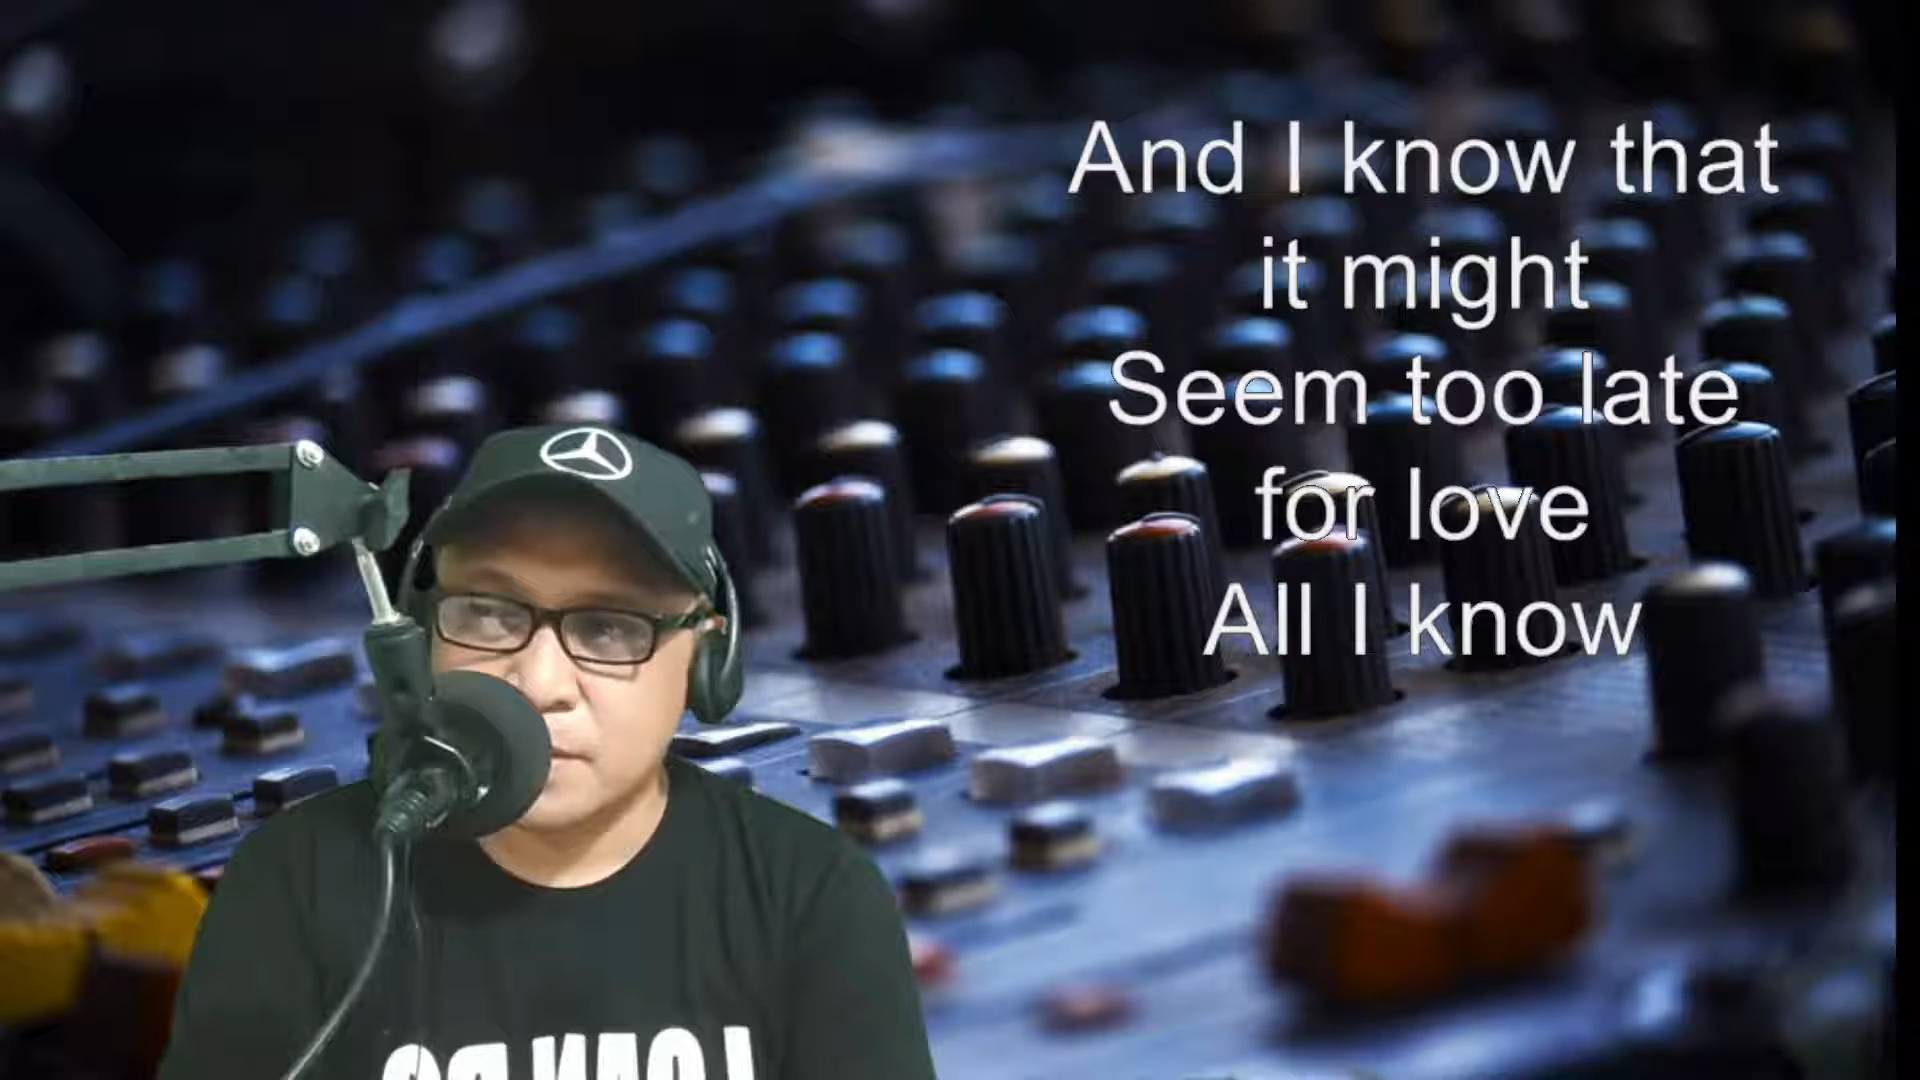 And I know that
it might
Seem too late
for love
All I know